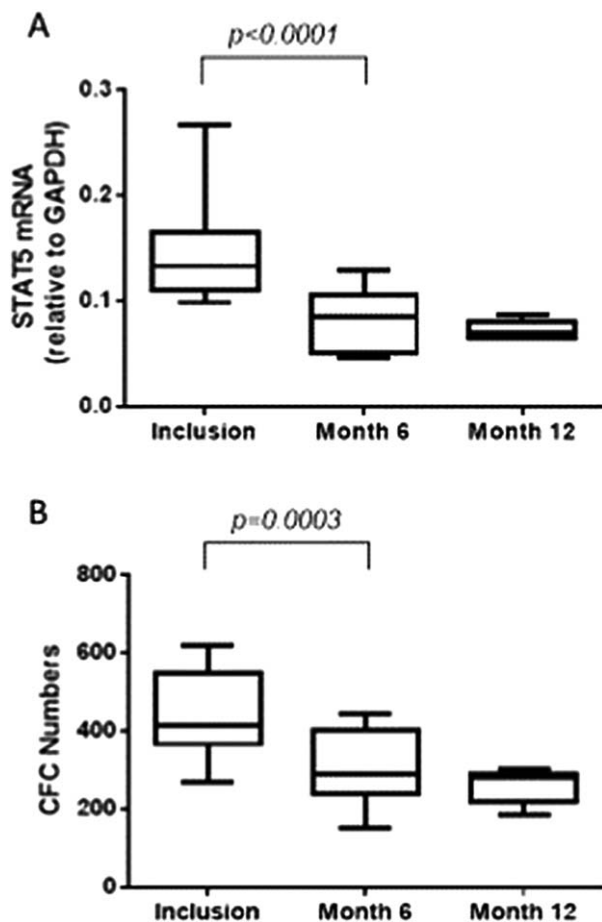 A
p<0.0001
STAT5 mRNA
(relative to GAPDH)
0.3
0.2
0.1
0.0
Inclusion Month 6 Month 12
B
p=0.0003
CFC Numbers
800
600
400
200
0
Inclusion Month 6 Month 12